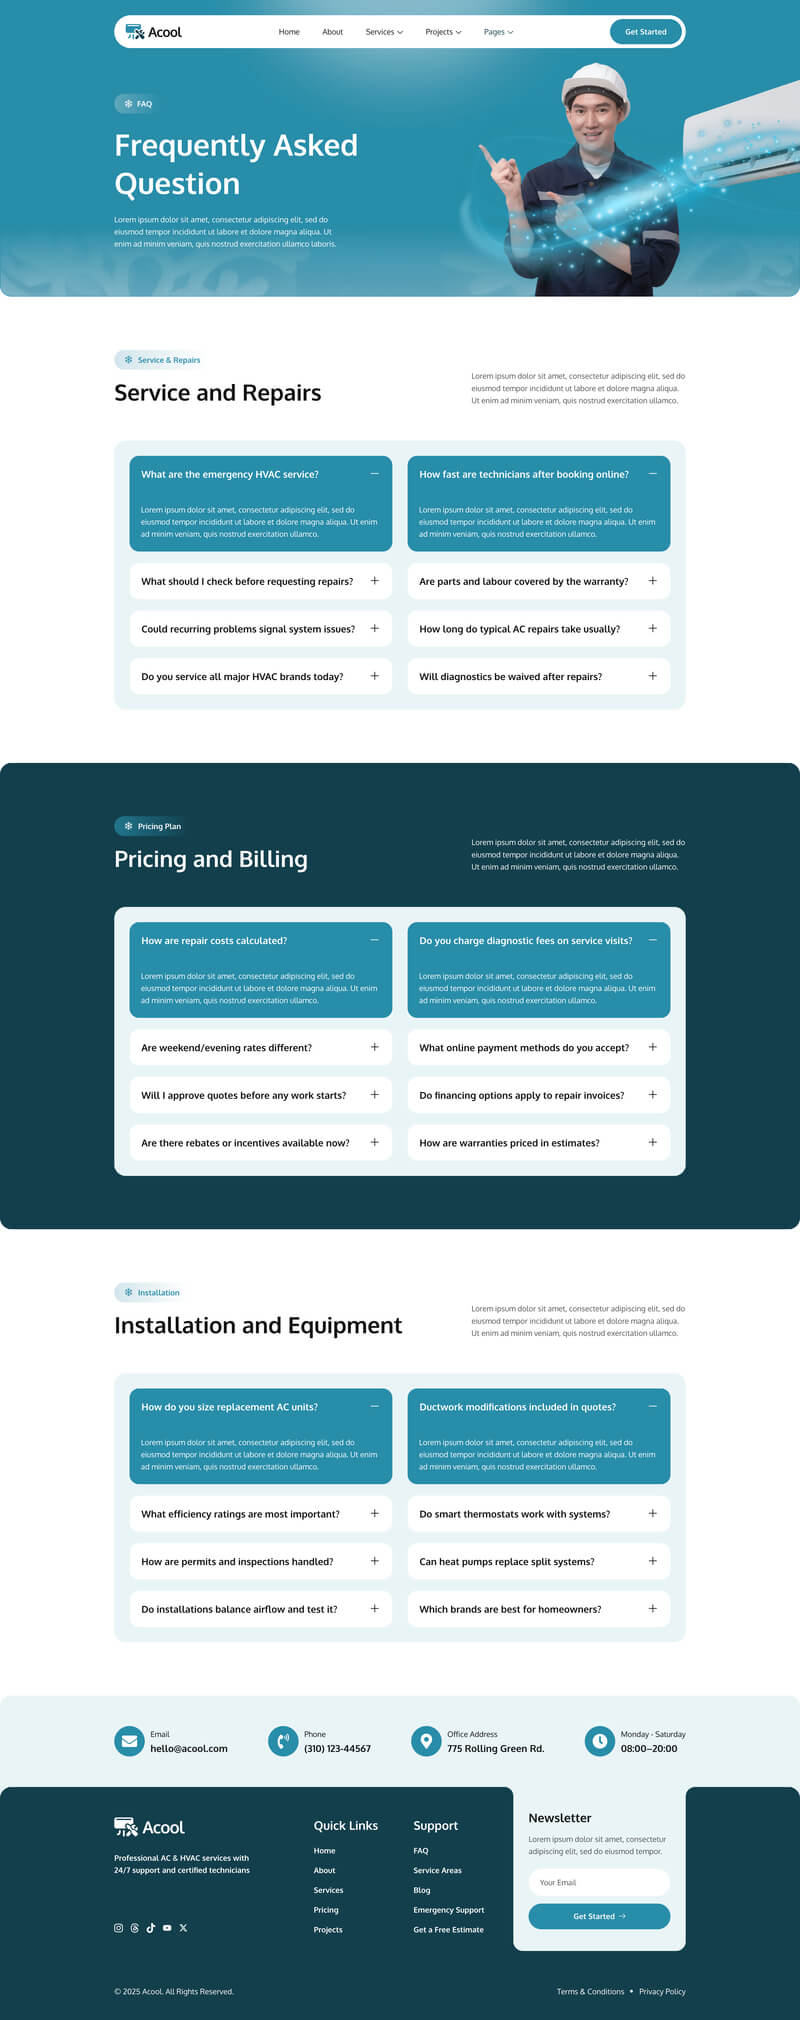 Acool
Home
About
Services
Projects
Pages
Get Started
FAQ
Frequently Asked
Question
Lorem ipsum dolor sit amet, consectetur adipiscing elit, sed do
eiusmod tempor incididunt ut labore et dolore magna aliqua. Ut
enim ad minim veniam, quis nostrud exercitation ullamco laboris.
Service & Repairs
Service and Repairs
Lorem ipsum dolor sit amet, consectetur adipiscing elit, sed do
eiusmod tempor incididunt ut labore et dolore magna aliqua.
Ut enim ad minim veniam, quis nostrud exercitation ullamco.
What are the emergency HVAC service?
Lorem ipsum dolor sit amet, consectetur adipiscing elit, sed do
eiusmod tempor incididunt ut labore et dolore magna aliqua. Ut enim
ad minim veniam, quis nostrud exercitation ullamco.
What should I check before requesting repairs?
Could recurring problems signal system issues?
Do you service all major HVAC brands today?
How fast are technicians after booking online?
Lorem ipsum dolor sit amet, consectetur adipiscing elit, sed do
eiusmod tempor incididunt ut labore et dolore magna aliqua. Ut enim
ad minim veniam, quis nostrud exercitation ullamco.
Are parts and labour covered by the warranty?
How long do typical AC repairs take usually?
Will diagnostics be waived after repairs?
Pricing Plan
Pricing and Billing
Lorem ipsum dolor sit amet, consectetur adipiscing elit, sed do
eiusmod tempor incididunt ut labore et dolore magna aliqua.
Ut enim ad minim veniam, quis nostrud exercitation ullamco.
How are repair costs calculated?
Lorem ipsum dolor sit amet, consectetur adipiscing elit, sed do
eiusmod tempor incididunt ut labore et dolore magna aliqua. Ut enim
ad minim veniam, quis nostrud exercitation ullamco.
Are weekend/evening rates different?
Will I approve quotes before any work starts?
Are there rebates or incentives available now?
Do you charge diagnostic fees on service visits?
Lorem ipsum dolor sit amet, consectetur adipiscing elit, sed do
eiusmod tempor incididunt ut labore et dolore magna aliqua. Ut enim
ad minim veniam, quis nostrud exercitation ullamco.
What online payment methods do you accept?
Do financing options apply to repair invoices?
How are warranties priced in estimates?
Installation
Installation and Equipment
Lorem ipsum dolor sit amet, consectetur adipiscing elit, sed do
eiusmod tempor incididunt ut labore et dolore magna aliqua.
Ut enim ad minim veniam, quis nostrud exercitation ullamco.
How do you size replacement AC units?
Lorem ipsum dolor sit amet, consectetur adipiscing elit, sed do
eiusmod tempor incididunt ut labore et dolore magna aliqua. Ut enim
ad minim veniam, quis nostrud exercitation ullamco.
What efficiency ratings are most important?
How are permits and inspections handled?
Do installations balance airflow and test it?
Ductwork modifications included in quotes?
Lorem ipsum dolor sit amet, consectetur adipiscing elit, sed do
eiusmod tempor incididunt ut labore et dolore magna aliqua. Ut enim
ad minim veniam, quis nostrud exercitation ullamco.
Do smart thermostats work with systems?
Can heat pumps replace split systems?
Which brands are best for homeowners?
Email
hello@acool.com
Phone
(310) 123-44567
Office Address
775 Rolling Green Rd.
Monday - Saturday
08:00–20:00
Acool
Professional AC & HVAC services with
24/7 support and certified technicians
Quick Links
Home
About
Services
Pricing
Projects
Support
FAQ
Service Areas
Blog
Emergency Support
Get a Free Estimate
Newsletter
Lorem ipsum dolor sit amet, consectetur
adipiscing elit, sed do eiusmod tempor.
Your Email
Get Started
© 2025 Acool. All Rights Reserved.
Terms & Conditions • Privacy Policy